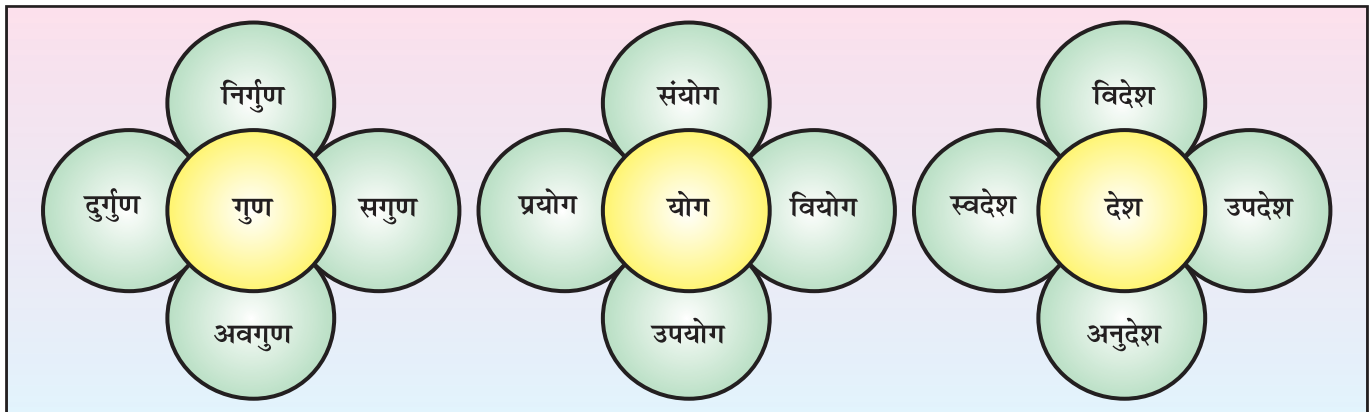 निर्गुण
दुर्गुण गुण सगुण
अवगुण
संयोग
प्रयोग योग वियोग
उपयोग
विदेश
स्वदेश देश उपदेश
अनुदेश